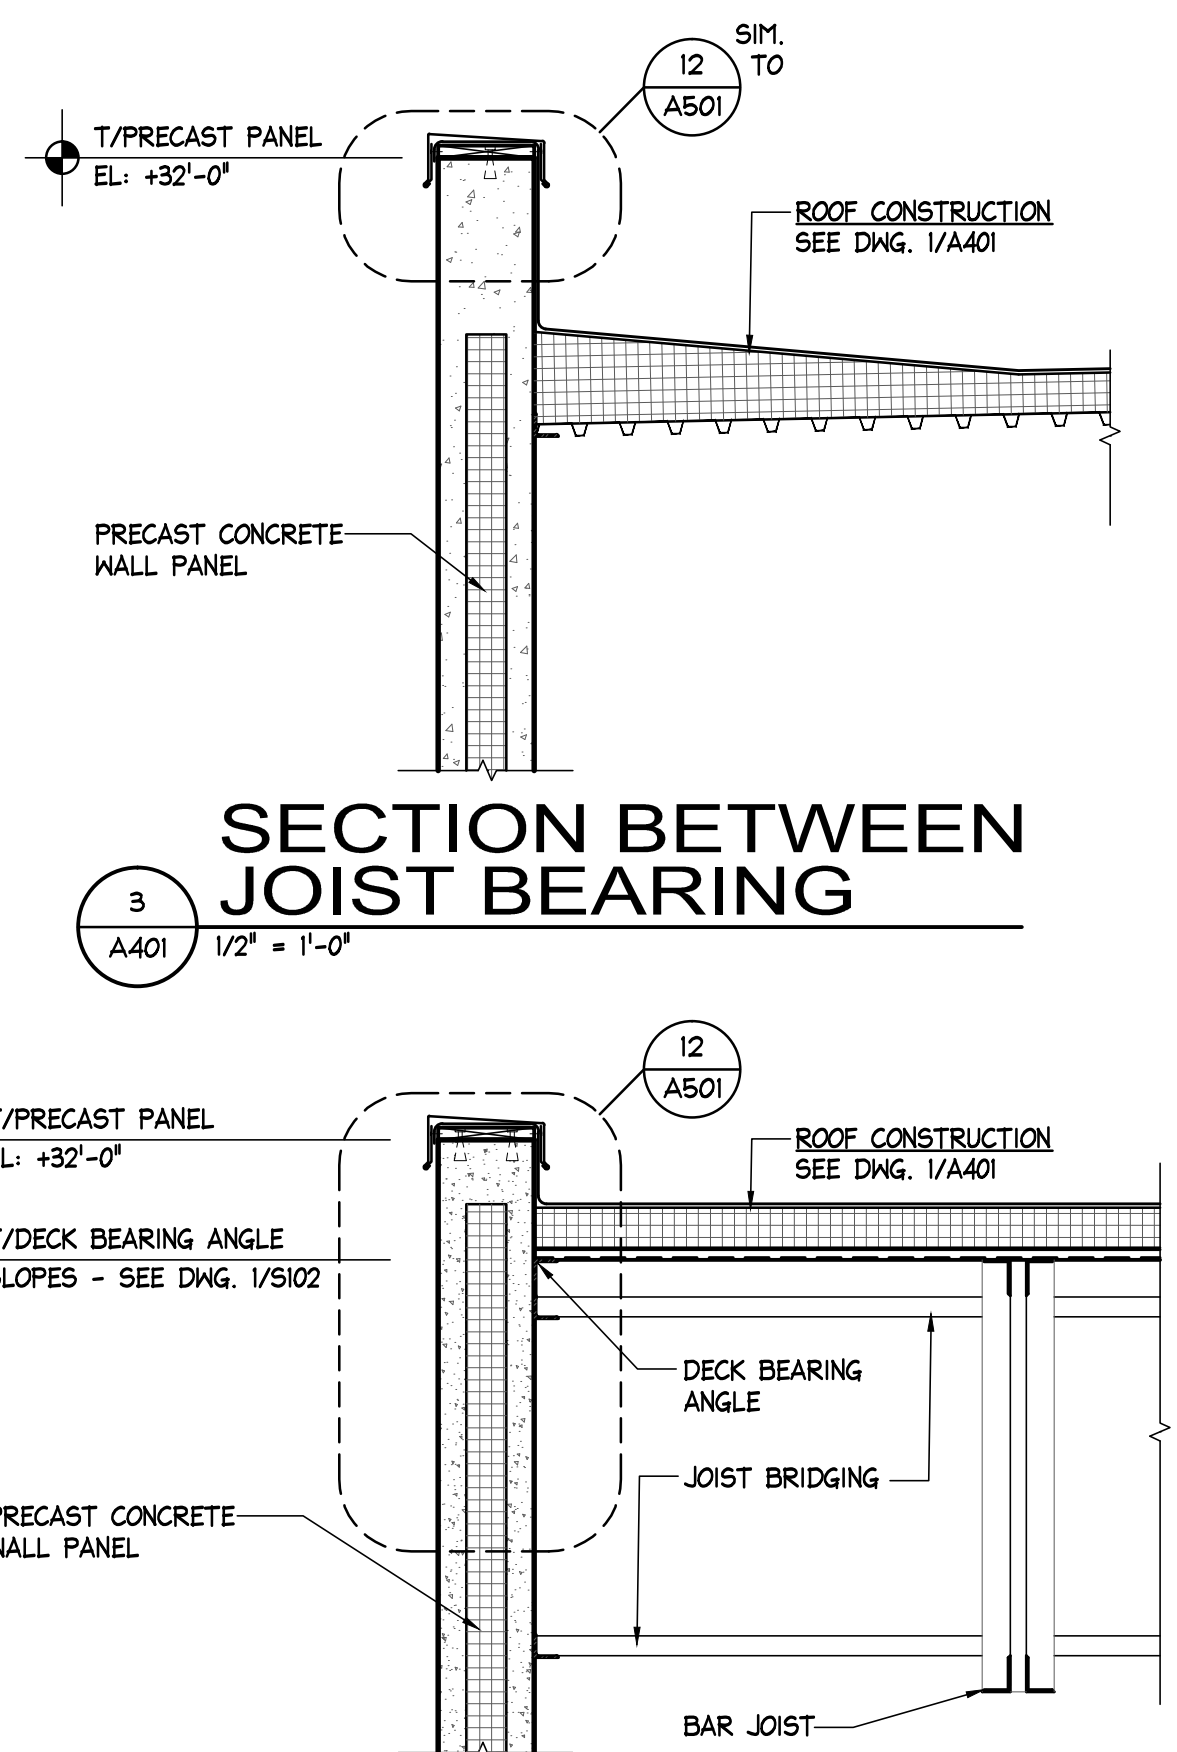 SIM.
TO
12
A501
T/PRECAST PANEL
EL: +32'-0"
ROOF CONSTRUCTION
SEE DWG. 1/A401
PRECAST CONCRETE
WALL PANEL
SECTION BETWEEN
JOIST BEARING
3
A401
1/2" = 1'-0"
12
A501
/PRECAST PANEL
L: +32'-0"
ROOF CONSTRUCTION
SEE DWG. 1/A401
/DECK BEARING ANGLE
LOPES - SEE DWG. 1/S102
DECK BEARING
ANGLE
JOIST BRIDGING
PRECAST CONCRETE
WALL PANEL
BAR JOIST